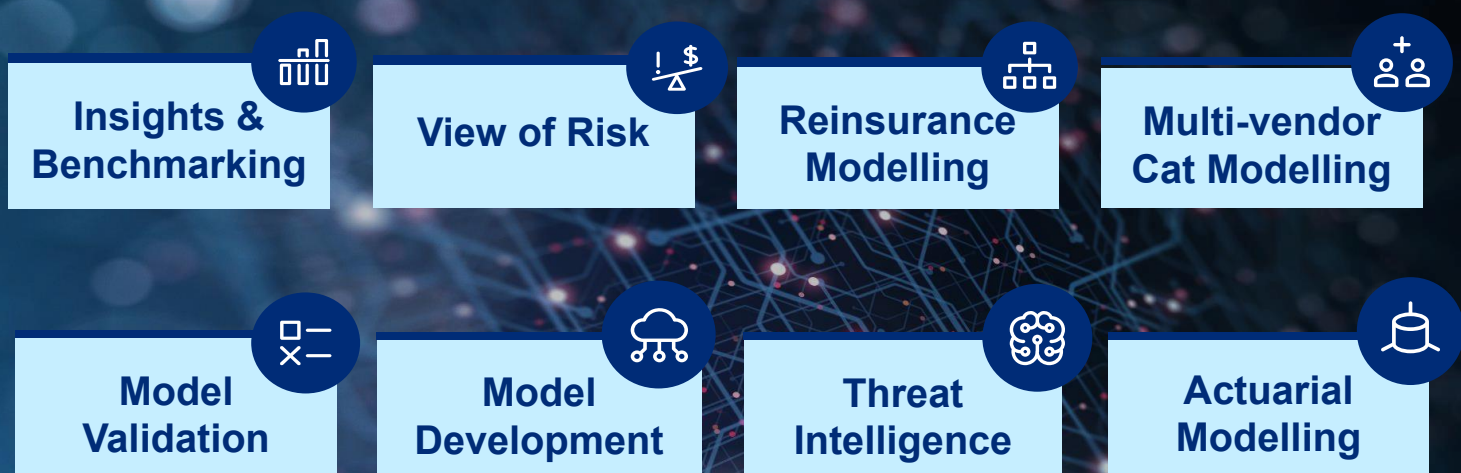 Insights &
Benchmarking
View of Risk
Reinsurance
Modelling
Multi-vendor
Cat Modelling
Model
Validation
Model
Development
Threat
Intelligence
Actuarial
Modelling